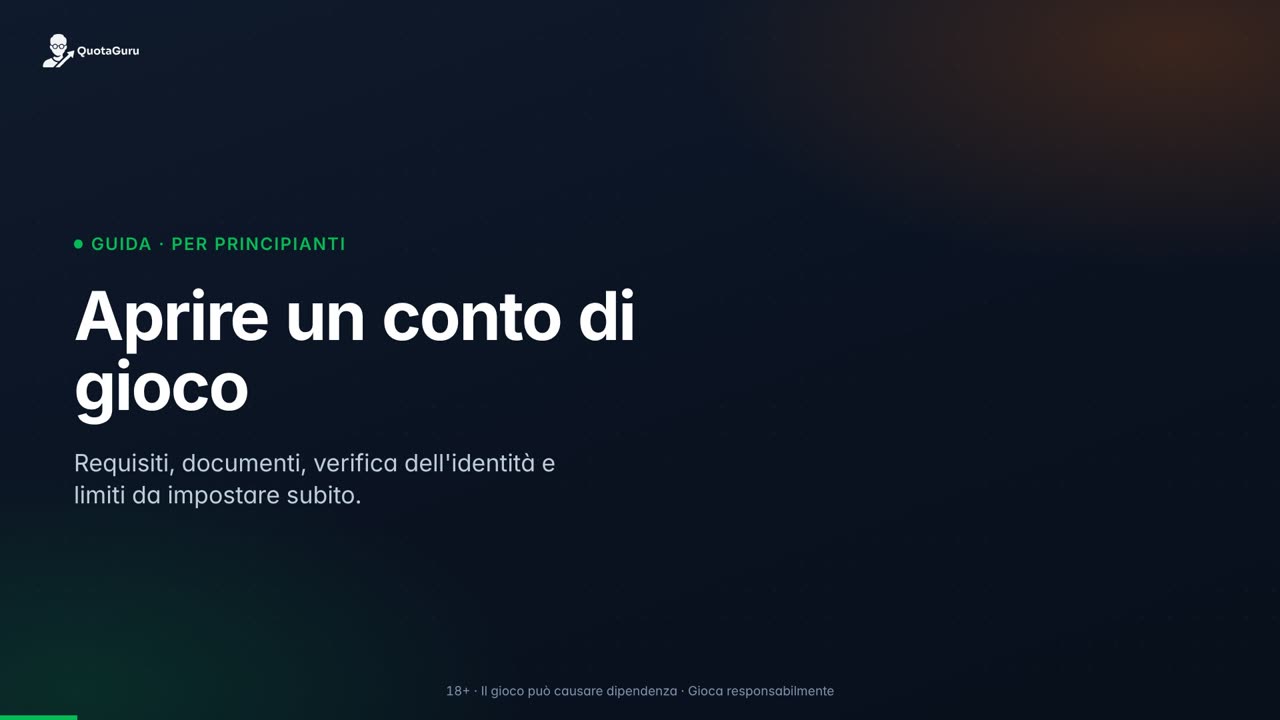 QuotaGuru
GUIDA · PER PRINCIPIANTI
Aprire un conto di
gioco
Requisiti, documenti, verifica dell'identità e
limiti da impostare subito.
18+ · Il gioco può causare dipendenza · Gioca responsabilmente